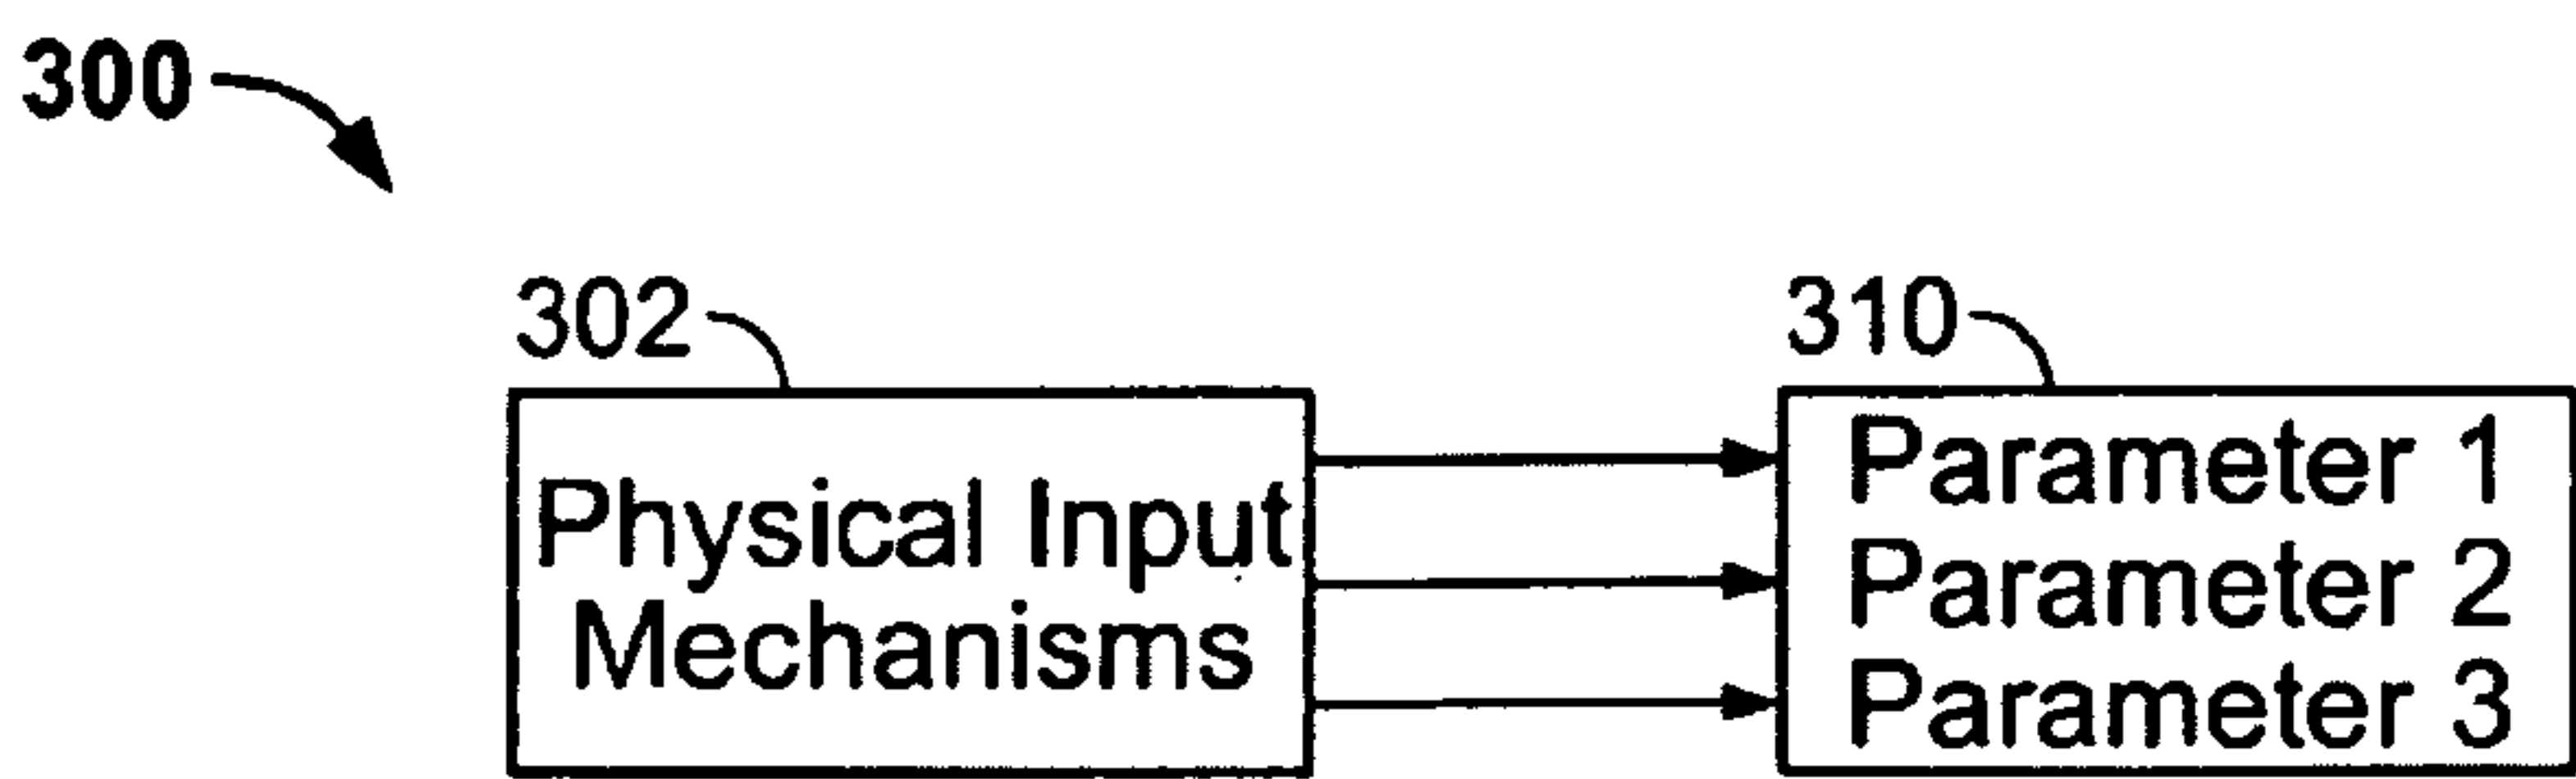 300
302
310
Physical Input
Mechanisms
Parameter 1
Parameter 2
Parameter 3